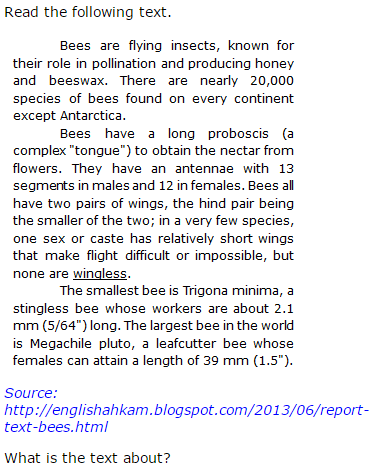 Read the following text.
Bees are flying insects, known for
their role in pollination and producing honey
and beeswax. There are nearly 20,000
species of bees found on every continent
except Antarctica.
Bees have a long proboscis (a
complex "tongue") to obtain the nectar from
flowers. They have an antennae with 13
segments in males and 12 in females. Bees all
have two pairs of wings, the hind pair being
the smaller of the two; in a very few species,
one sex or caste has relatively short wings
that make flight difficult or impossible, but
none are wingless.
The smallest bee is Trigona minima, a
stingless bee whose workers are about 2.1
mm (5/64") long. The largest bee in the world
is Megachile pluto, a leafcutter bee whose
females can attain a length of 39 mm (1.5").
Source:
http://englishahkam.blogspot.com/2013/06/report-
text-bees.html
What is the text about?